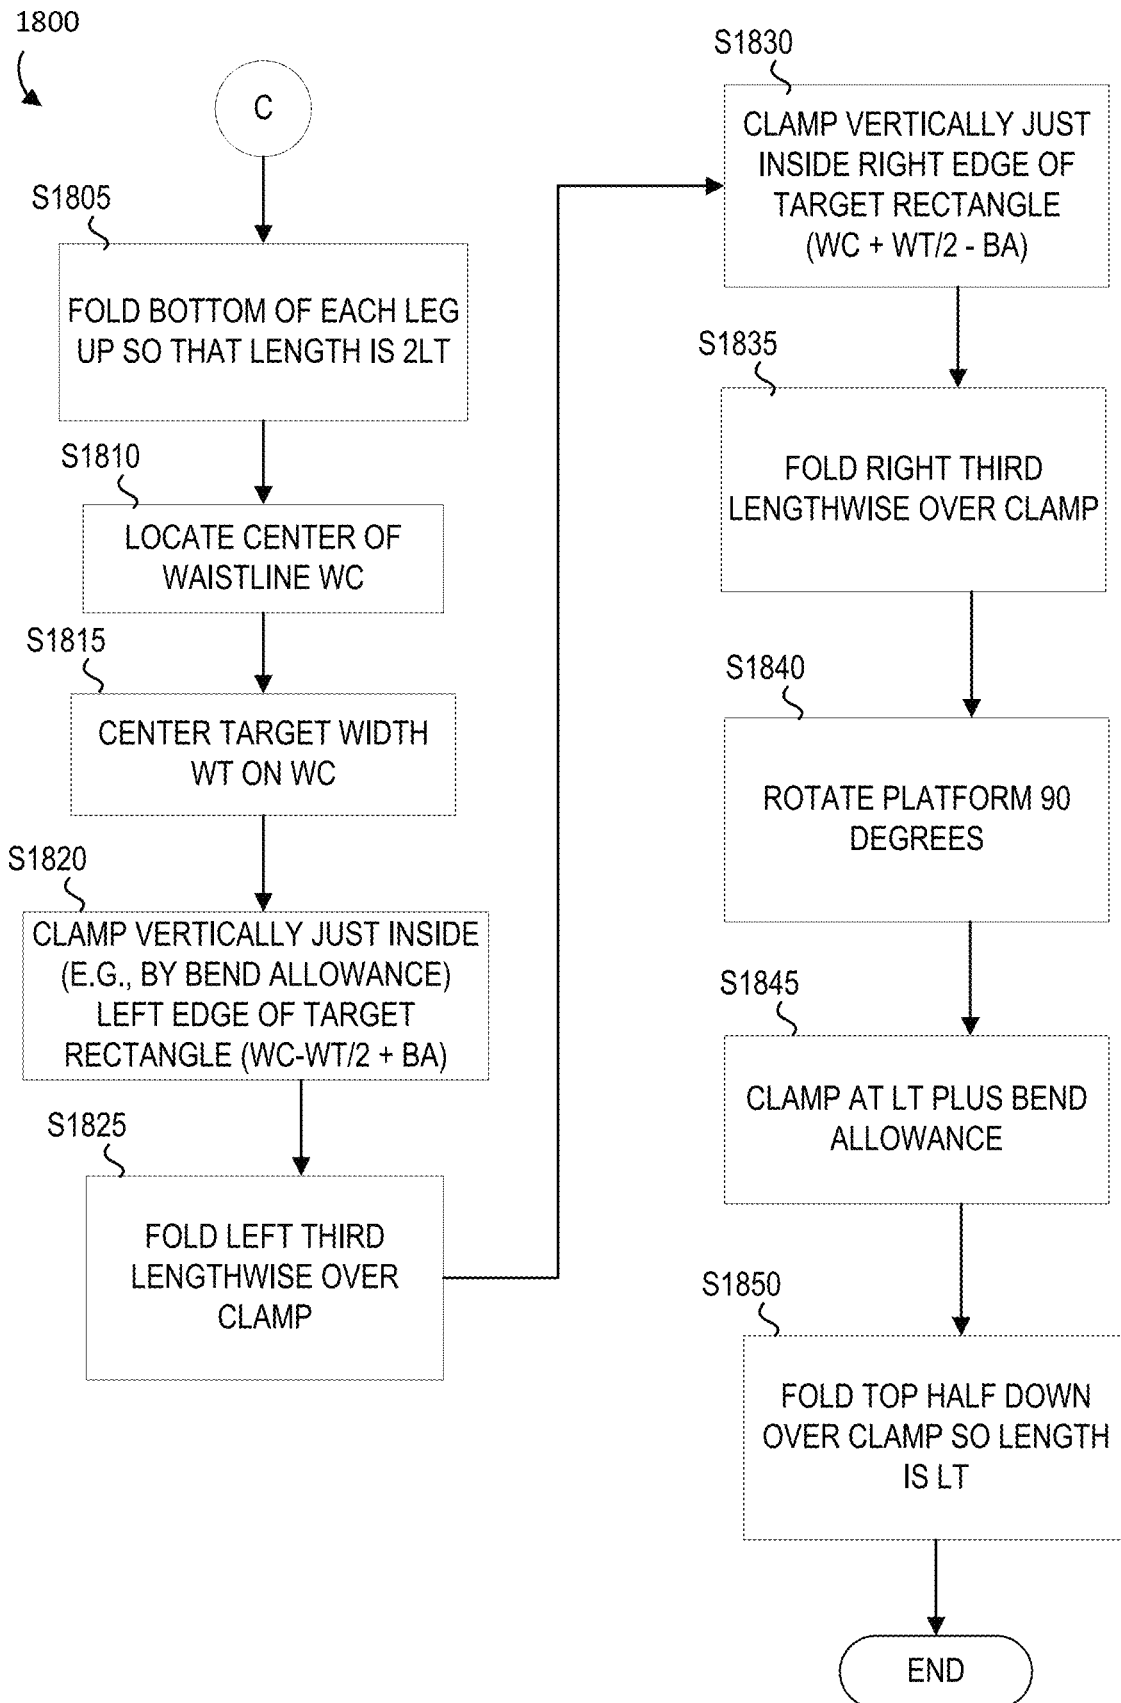 1800
C
S1805
FOLD BOTTOM OF EACH LEG
UP SO THAT LENGTH IS 2LT
S1810
LOCATE CENTER OF
WAISTLINE WC
S1815
CENTER TARGET WIDTH
WT ON WC
S1820
CLAMP VERTICALLY JUST INSIDE
(E.G., BY BEND ALLOWANCE)
LEFT EDGE OF TARGET
RECTANGLE (WC-WT/2 + BA)
S1825
FOLD LEFT THIRD
LENGTHWISE OVER
CLAMP
S1830
CLAMP VERTICALLY JUST
INSIDE RIGHT EDGE OF
TARGET RECTANGLE
(WC + WT/2 - BA)
S1835
FOLD RIGHT THIRD
LENGTHWISE OVER CLAMP
S1840
ROTATE PLATFORM 90
DEGREES
S1845
CLAMP AT LT PLUS BEND
ALLOWANCE
S1850
FOLD TOP HALF DOWN
OVER CLAMP SO LENGTH
IS LT
END